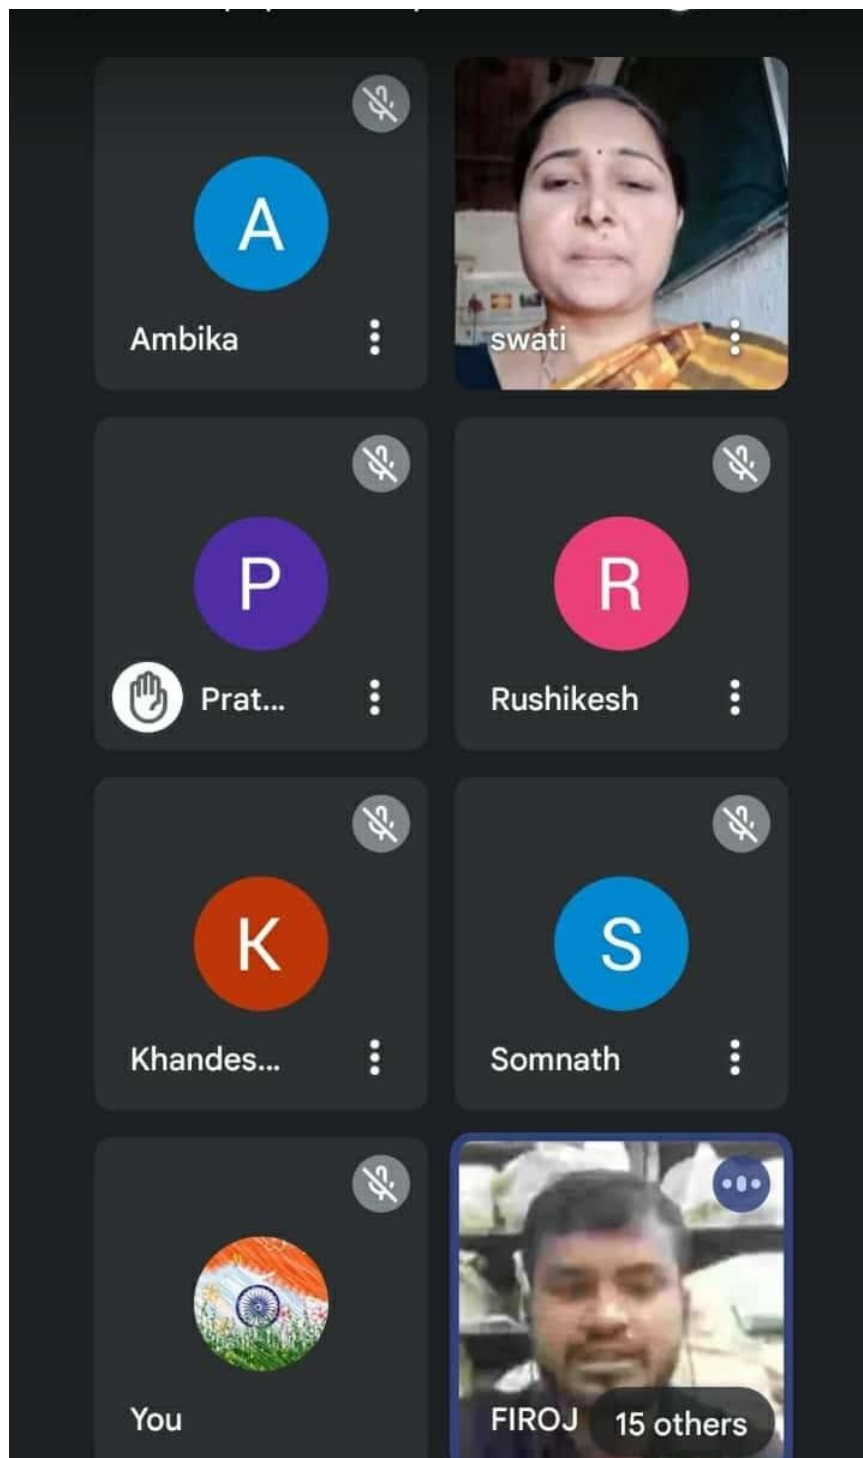 A
Ambika
swati
P
Prat...
R
Rushikesh
K
Khandes...
S
Somnath
You
FIROJ
15 others